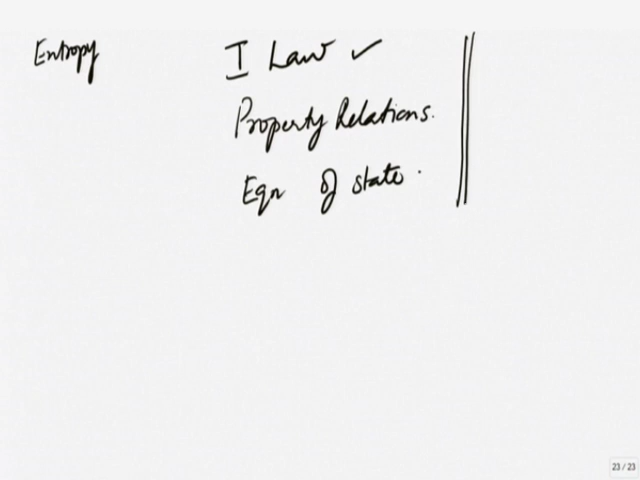 Entropy I Law ✓
Property Relations.
Eqn of state.
23 / 23